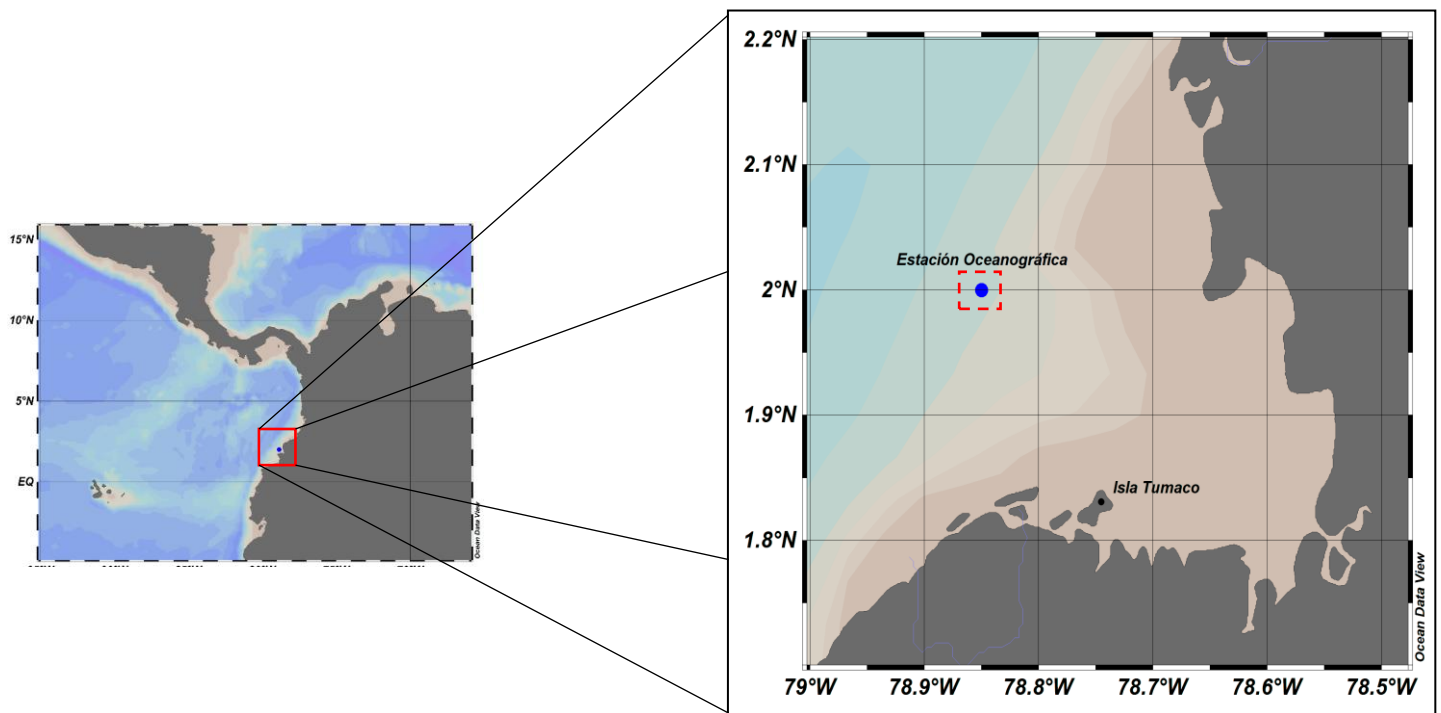 15°N
10°N
5°N
EQ
Ocean Data View
2.2°N
2.1°N
2°N
1.9°N
1.8°N
Estación Oceanográfica
Isla Tumaco
79°W
78.9°W
78.8°W
78.7°W
78.6°W
78.5°W
Ocean Data View